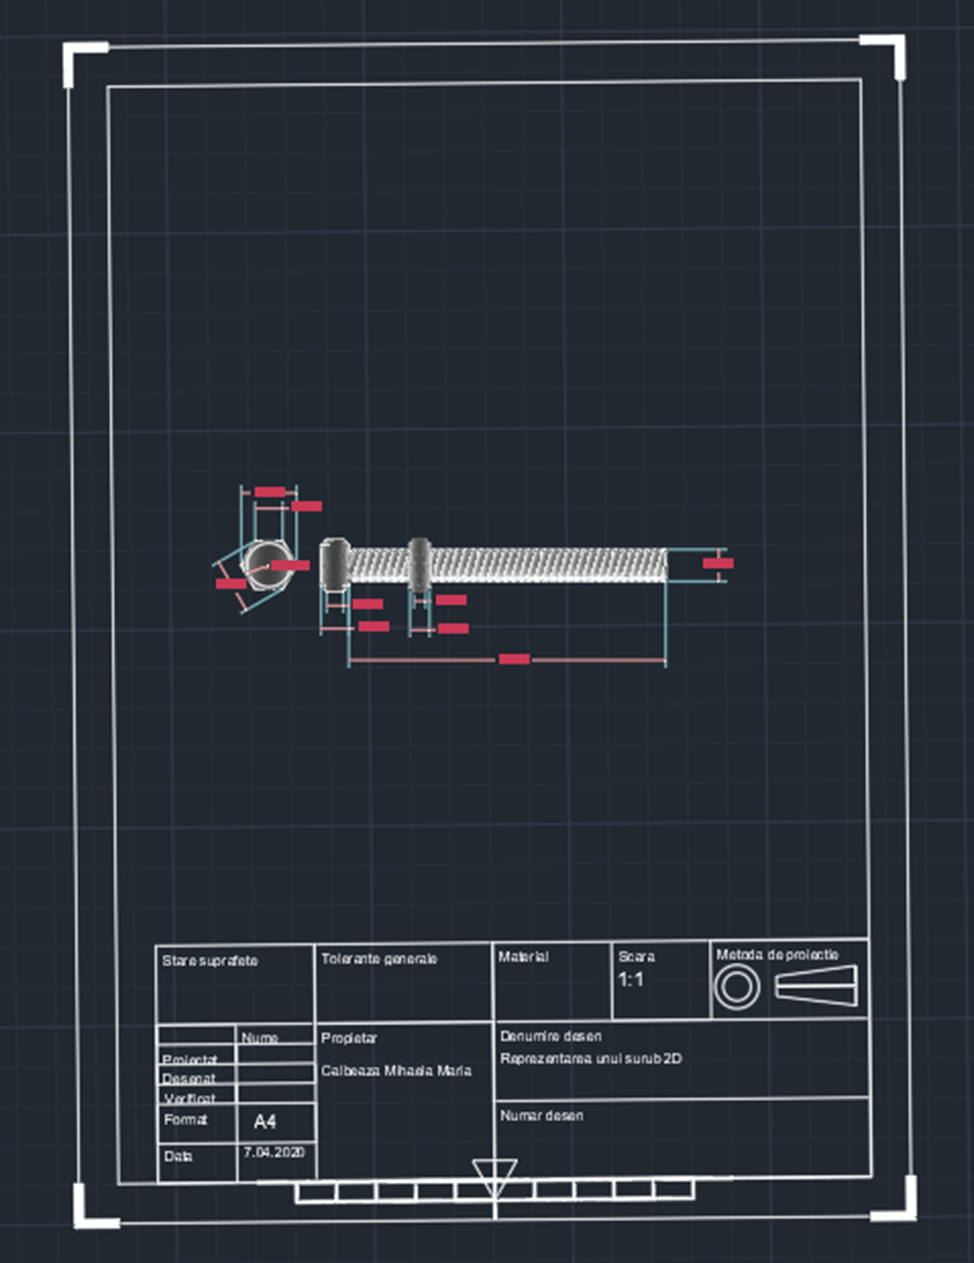 Stare suprafete
Tolerante generale
Material
Scara
1:1
Metoda de proiectie
Nume
Proiectat
Desenat
Verificat
Format
A4
Data
7.04.2020
Propietar
Calbeaza Mihaela Maria
Denumire desen
Reprezentarea unui surub 2D
Numar desen